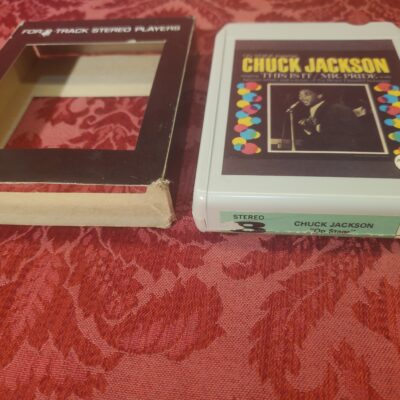 FOR 8-TRACK STEREO PLAYERS
CHUCK JACKSON
THIS IS IT / MR. PRIDE
STEREO
8
CHUCK JACKSON
"On Stage"